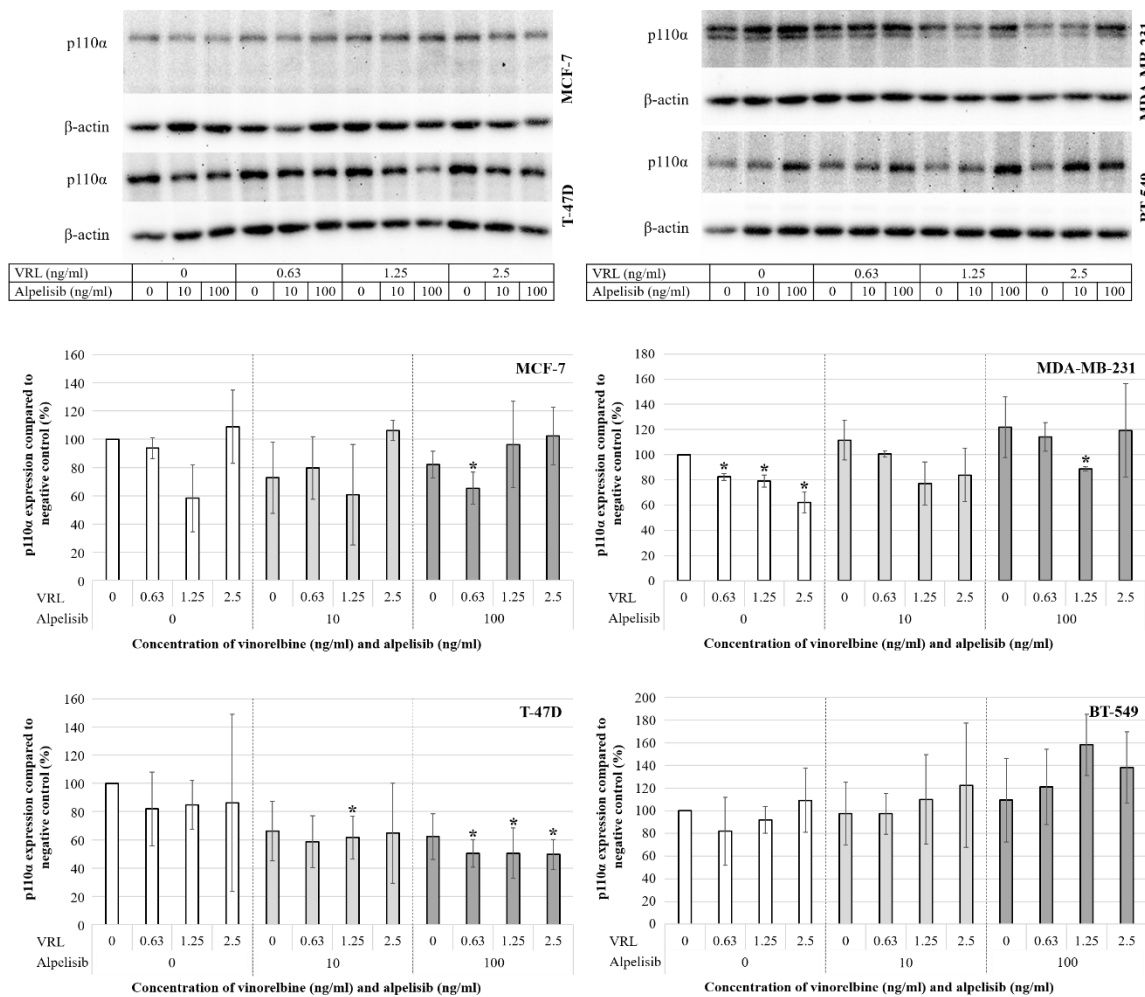 p110α
MCF-7
β-actin
p110α
T-47D
β-actin
VRL (ng/ml) 0 0.63 1.25 2.5
Alpelisib (ng/ml) 0 10 100 0 10 100 0 10 100 0 10 100
p110α
MDA-MB-231
β-actin
p110α
BT-549
β-actin
VRL (ng/ml) 0 0.63 1.25 2.5
Alpelisib (ng/ml) 0 10 100 0 10 100 0 10 100 0 10 100
MCF-7
p110α expression compared to
negative control (%)
160
140
120
100
80
60
40
20
0
*
VRL 0 0.63 1.25 2.5 0 0.63 1.25 2.5 0 0.63 1.25 2.5
Alpelisib 0 10 100
Concentration of vinorelbine (ng/ml) and alpelisib (ng/ml)
MDA-MB-231
p110α expression compared to
negative control (%)
180
160
140
120
100
80
60
40
20
0
* * * *
VRL 0 0.63 1.25 2.5 0 0.63 1.25 2.5 0 0.63 1.25 2.5
Alpelisib 0 10 100
Concentration of vinorelbine (ng/ml) and alpelisib (ng/ml)
T-47D
p110α expression compared to
negative control (%)
160
140
120
100
80
60
40
20
0
* * * *
VRL 0 0.63 1.25 2.5 0 0.63 1.25 2.5 0 0.63 1.25 2.5
Alpelisib 0 10 100
Concentration of vinorelbine (ng/ml) and alpelisib (ng/ml)
BT-549
p110α expression compared to
negative control (%)
200
180
160
140
120
100
80
60
40
20
0
VRL 0 0.63 1.25 2.5 0 0.63 1.25 2.5 0 0.63 1.25 2.5
Alpelisib 0 10 100
Concentration of vinorelbine (ng/ml) and alpelisib (ng/ml)